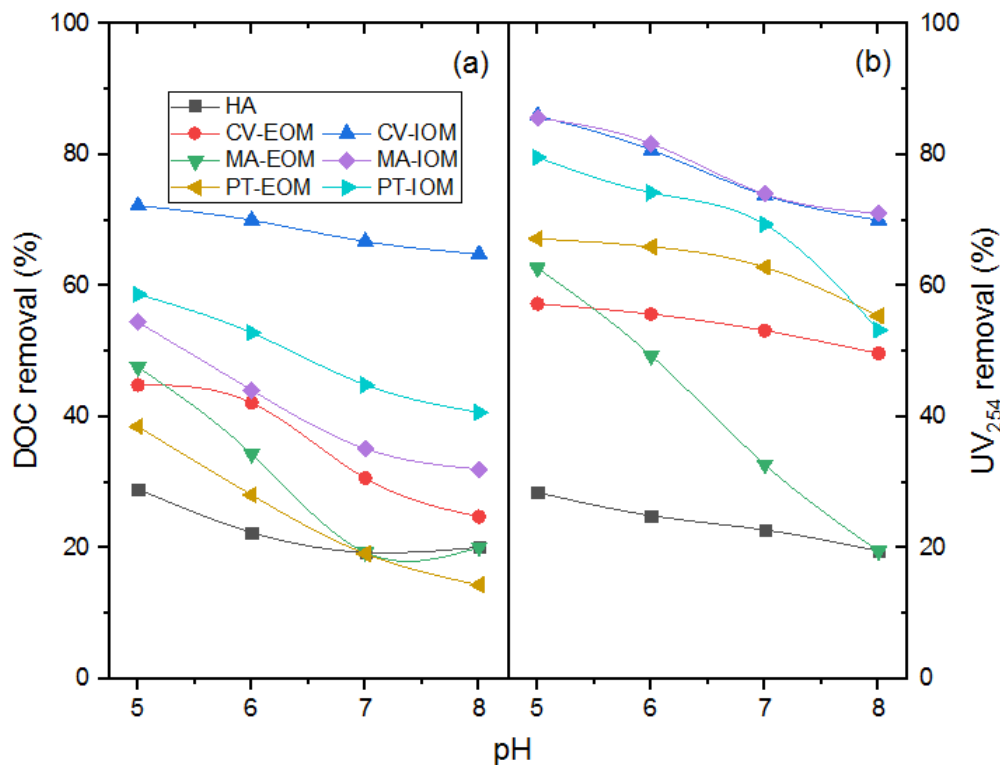 100
80
60
40
20
0
DOC removal (%)
(a)
HA
CV-EOM CV-IOM
MA-EOM MA-IOM
PT-EOM PT-IOM
5 6 7 8
(b)
5 6 7 8
pH
100
80
60
40
20
0
UV254 removal (%)